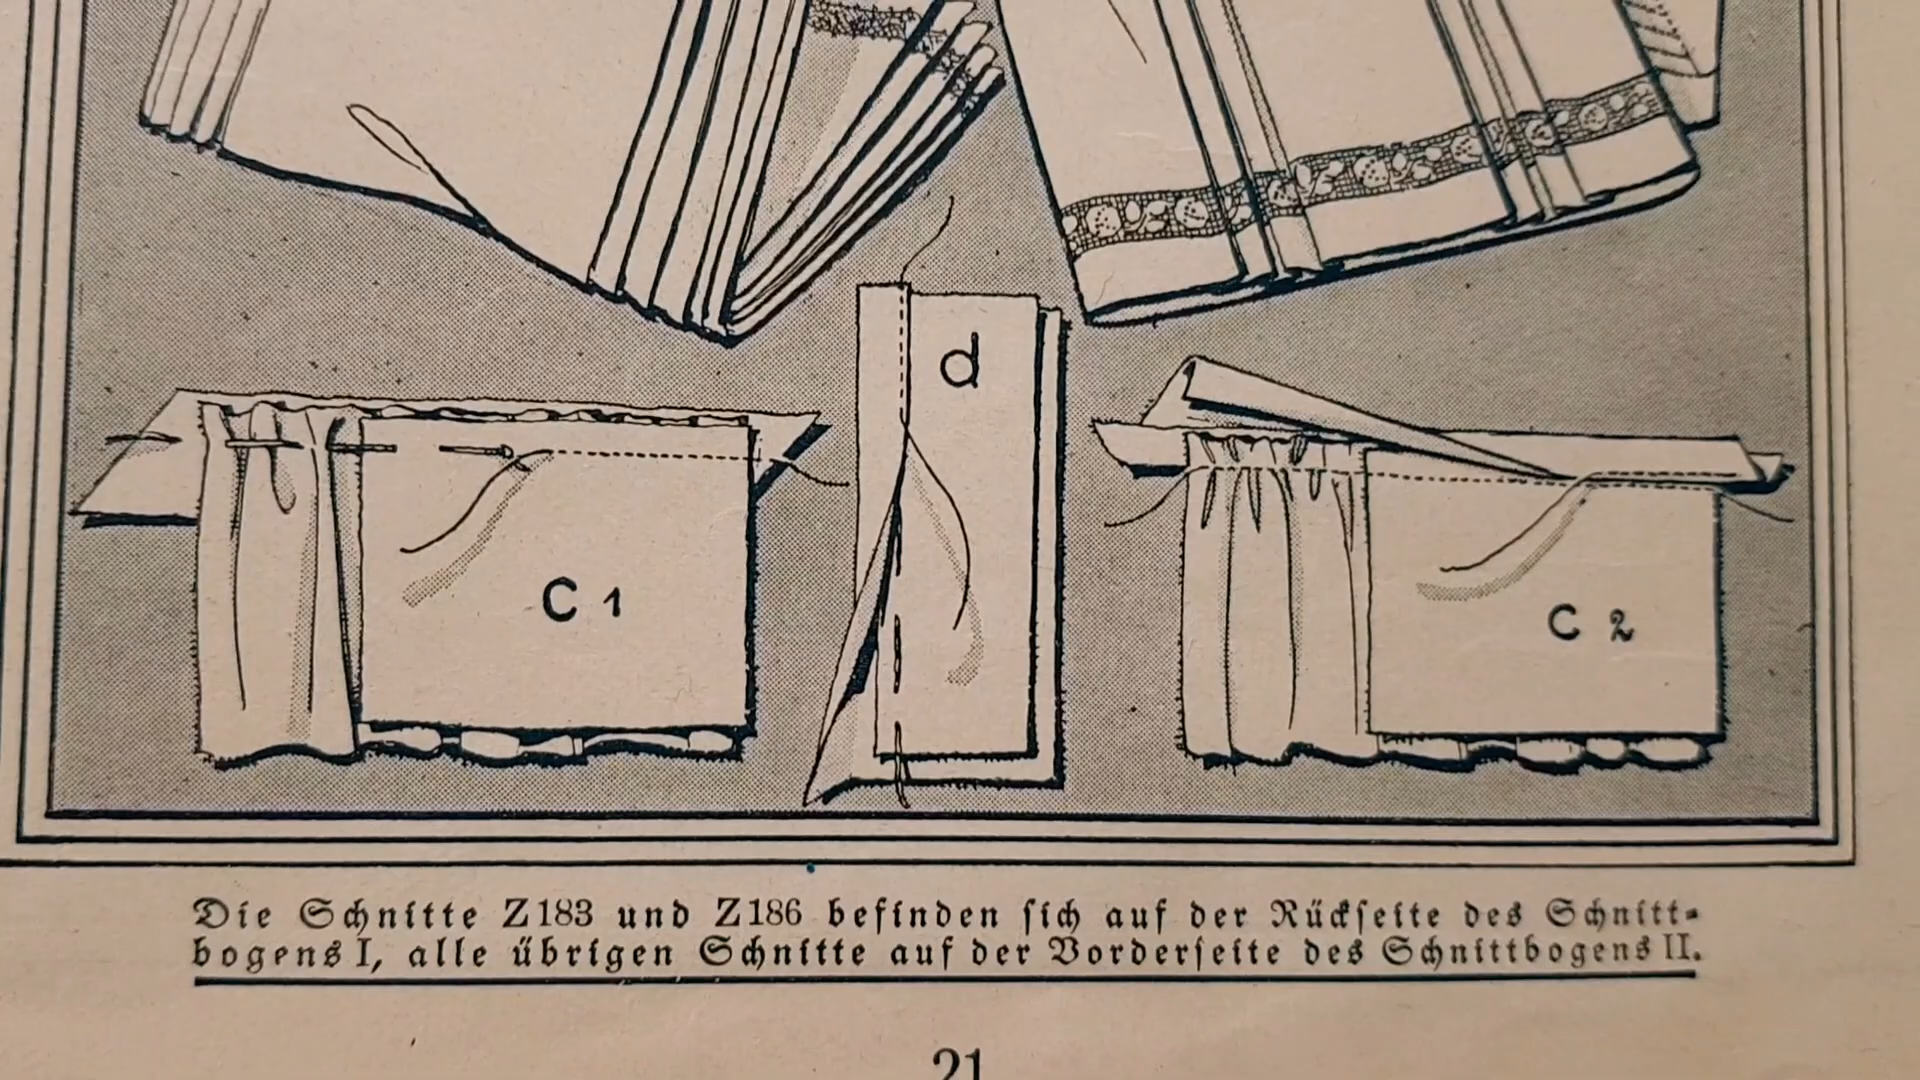 d
C 1
C 2
Die Schnitte Z183 und Z186 befinden sich auf der Rückseite des Schnitt-
bogens I, alle übrigen Schnitte auf der Vorderseite des Schnittbogens II.
21